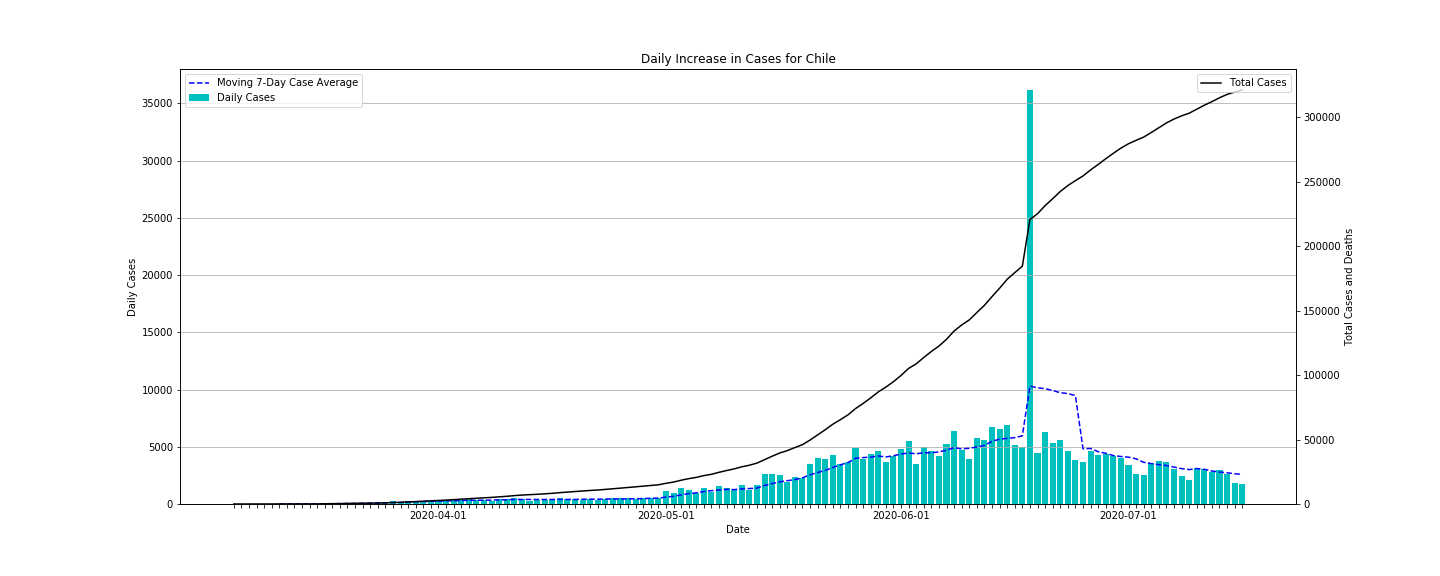 Daily Increase in Cases for Chile
Moving 7-Day Case Average
Daily Cases
Total Cases
35000
30000
25000
20000
15000
10000
5000
0
Daily Cases
300000
250000
200000
150000
100000
50000
0
Total Cases and Deaths
2020-04-01
2020-05-01
2020-06-01
2020-07-01
Date